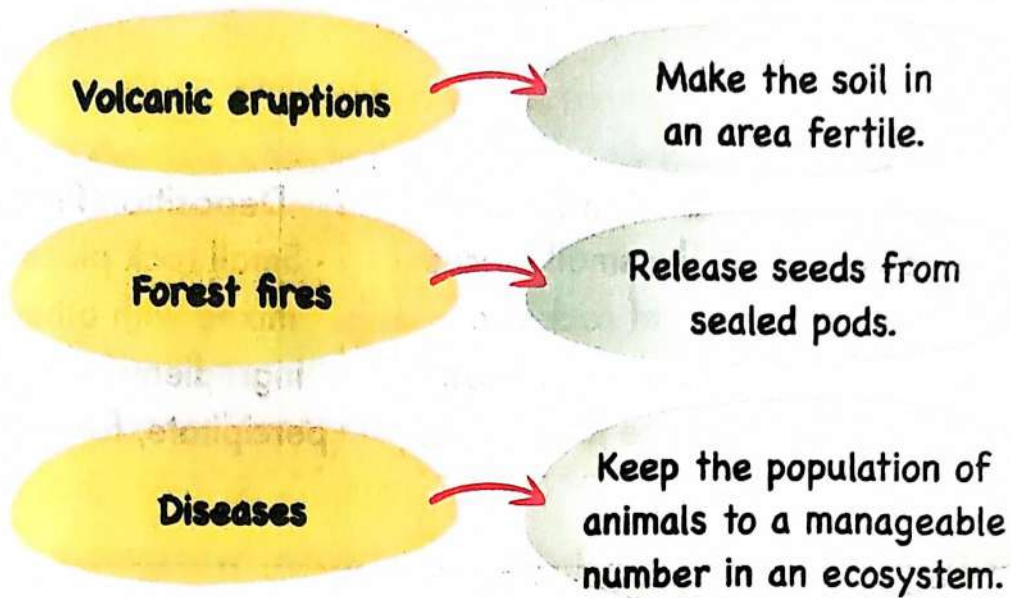 Volcanic eruptions
Make the soil in
an area fertile.
Forest fires
Release seeds from
sealed pods.
Diseases
Keep the population of
animals to a manageable
number in an ecosystem.